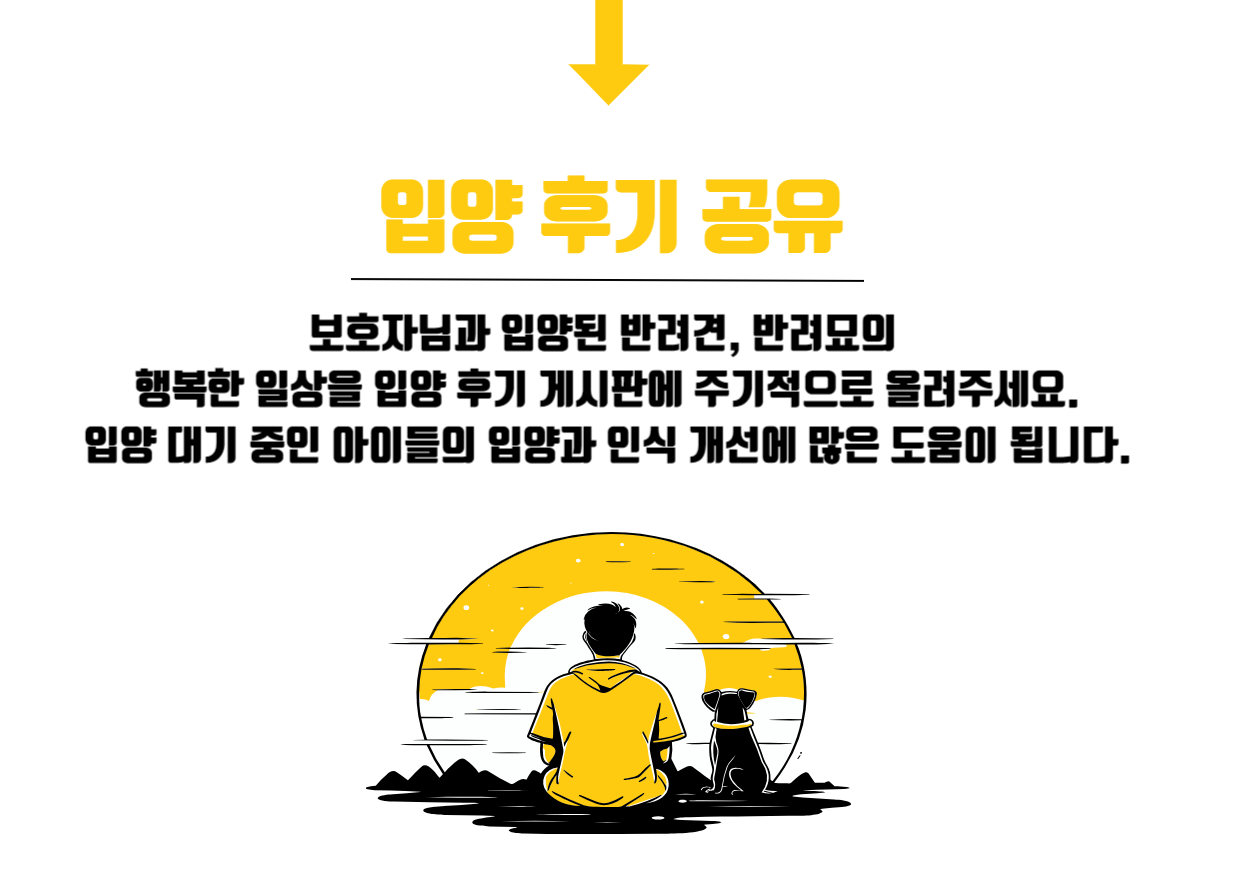 입양 후기 공유
보호자님과 입양된 반려견, 반려묘의
행복한 일상을 입양 후기 게시판에 주기적으로 올려주세요.
입양 대기 중인 아이들의 입양과 인식 개선에 많은 도움이 됩니다.